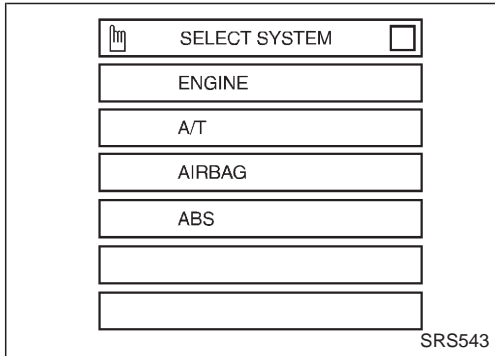 SELECT SYSTEM
ENGINE
A/T
AIRBAG
ABS
SRS543